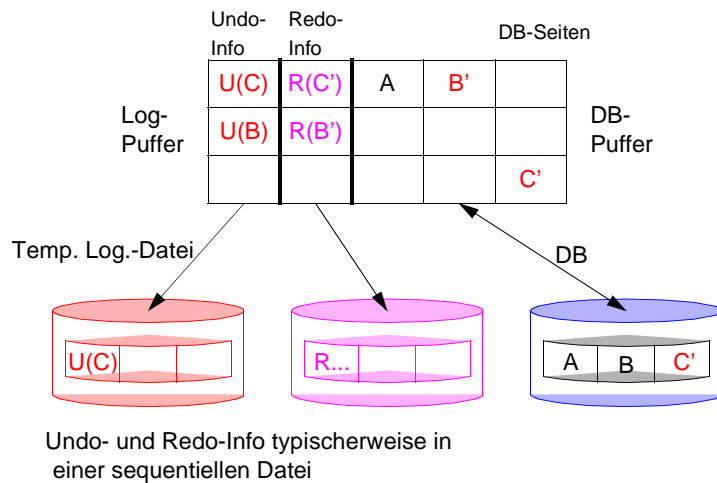 Undo-
Info
Redo-
Info
DB-Seiten
Log-
Puffer
U(C) R(C’) A B’
U(B) R(B’)
C’
DB-
Puffer
Temp. Log.-Datei
DB
U(C)
R...
A B C’
Undo- und Redo-Info typischerweise in
einer sequentiellen Datei